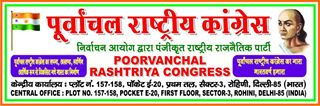 पूर्वांचल राष्ट्रीय कांग्रेस
निर्वाचन आयोग द्वारा पंजीकृत राष्ट्रीय राजनैतिक पार्टी
POORVANCHAL
RASHTRIYA CONGRESS
पूर्वांचल राष्ट्रीय कांग्रेस का नारा
केन्द्रीय कार्यालय : प्लॉट नं. 157-158, पॉकेट ई-20, प्रथम तल, सैक्टर-3, रोहिणी, दिल्ली-85 (भारत)
CENTRAL OFFICE : PLOT NO. 157-158, POCKET E-20, FIRST FLOOR, SECTOR-3, ROHINI, DELHI-85 (INDIA)